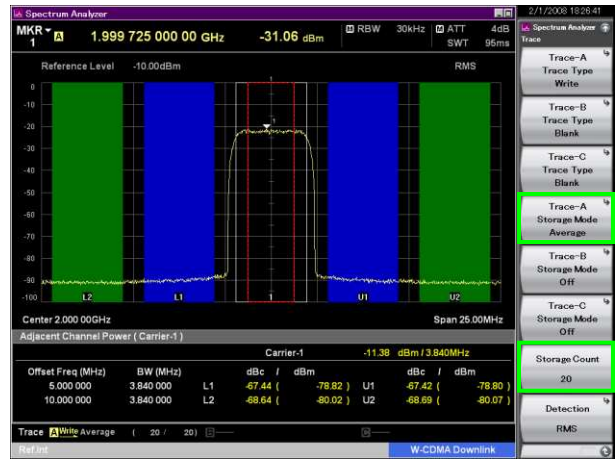 Spectrum Analyzer
2/1/2008 18:26:41
MKR 1 A 1.999 725 000 00 GHz -31.06 dBm RBW 30kHz ATT 4dB
SWT 95ms
Reference Level -10.00dBm RMS
0
-10
-20
-30
-40
-50
-60
-70
-80
-90
-100
1
1
L2 L1 1 U1 U2
Center 2.000 00GHz Span 25.00MHz
Adjacent Channel Power ( Carrier-1 )
Carrier-1 -11.38 dBm / 3.840MHz
Offset Freq (MHz) BW (MHz) dBc / dBm dBc / dBm
5.000 000 3.840 000 L1 -67.44 ( -78.82 ) U1 -67.42 ( -78.80 )
10.000 000 3.840 000 L2 -68.64 ( -80.02 ) U2 -68.69 ( -80.07 )
Trace A Write Average ( 20 / 20) B ---- C ----
Ref.Int W-CDMA Downlink
Spectrum Analyzer
Trace
Trace-A
Trace Type
Write
Trace-B
Trace Type
Blank
Trace-C
Trace Type
Blank
Trace-A
Storage Mode
Average
Trace-B
Storage Mode
Off
Trace-C
Storage Mode
Off
Storage Count
20
Detection
RMS